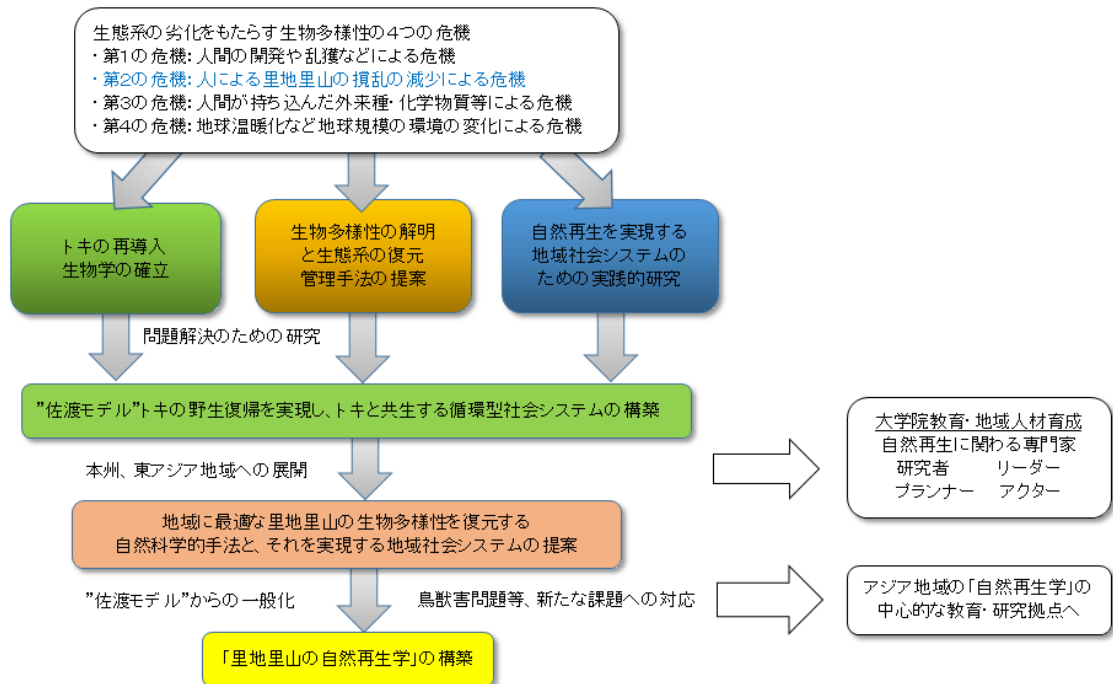 生態系の劣化をもたらす生物多様性の4つの危機
・第1の危機：人間の開発や乱獲などによる危機
・第2の危機：人による里地里山の撹乱の減少による危機
・第3の危機：人間が持ち込んだ外来種・化学物質等による危機
・第4の危機：地球温暖化など地球規模の環境の変化による危機
トキの再導入
生物学の確立
生物多様性の解明
と生態系の復元
管理手法の提案
自然再生を実現する
地域社会システムの
ための実践的研究
問題解決のための研究
”佐渡モデル”トキの野生復帰を実現し、トキと共生する循環型社会システムの構築
大学院教育・地域人材育成
自然再生に関わる専門家
研究者 リーダー
プランナー アクター
本州、東アジア地域への展開
地域に最適な里地里山の生物多様性を復元する
自然科学的手法と、それを実現する地域社会システムの提案
”佐渡モデル”からの一般化
鳥獣害問題等、新たな課題への対応
アジア地域の「自然再生学」の
中心的な教育・研究拠点へ
「里地里山の自然再生学」の構築